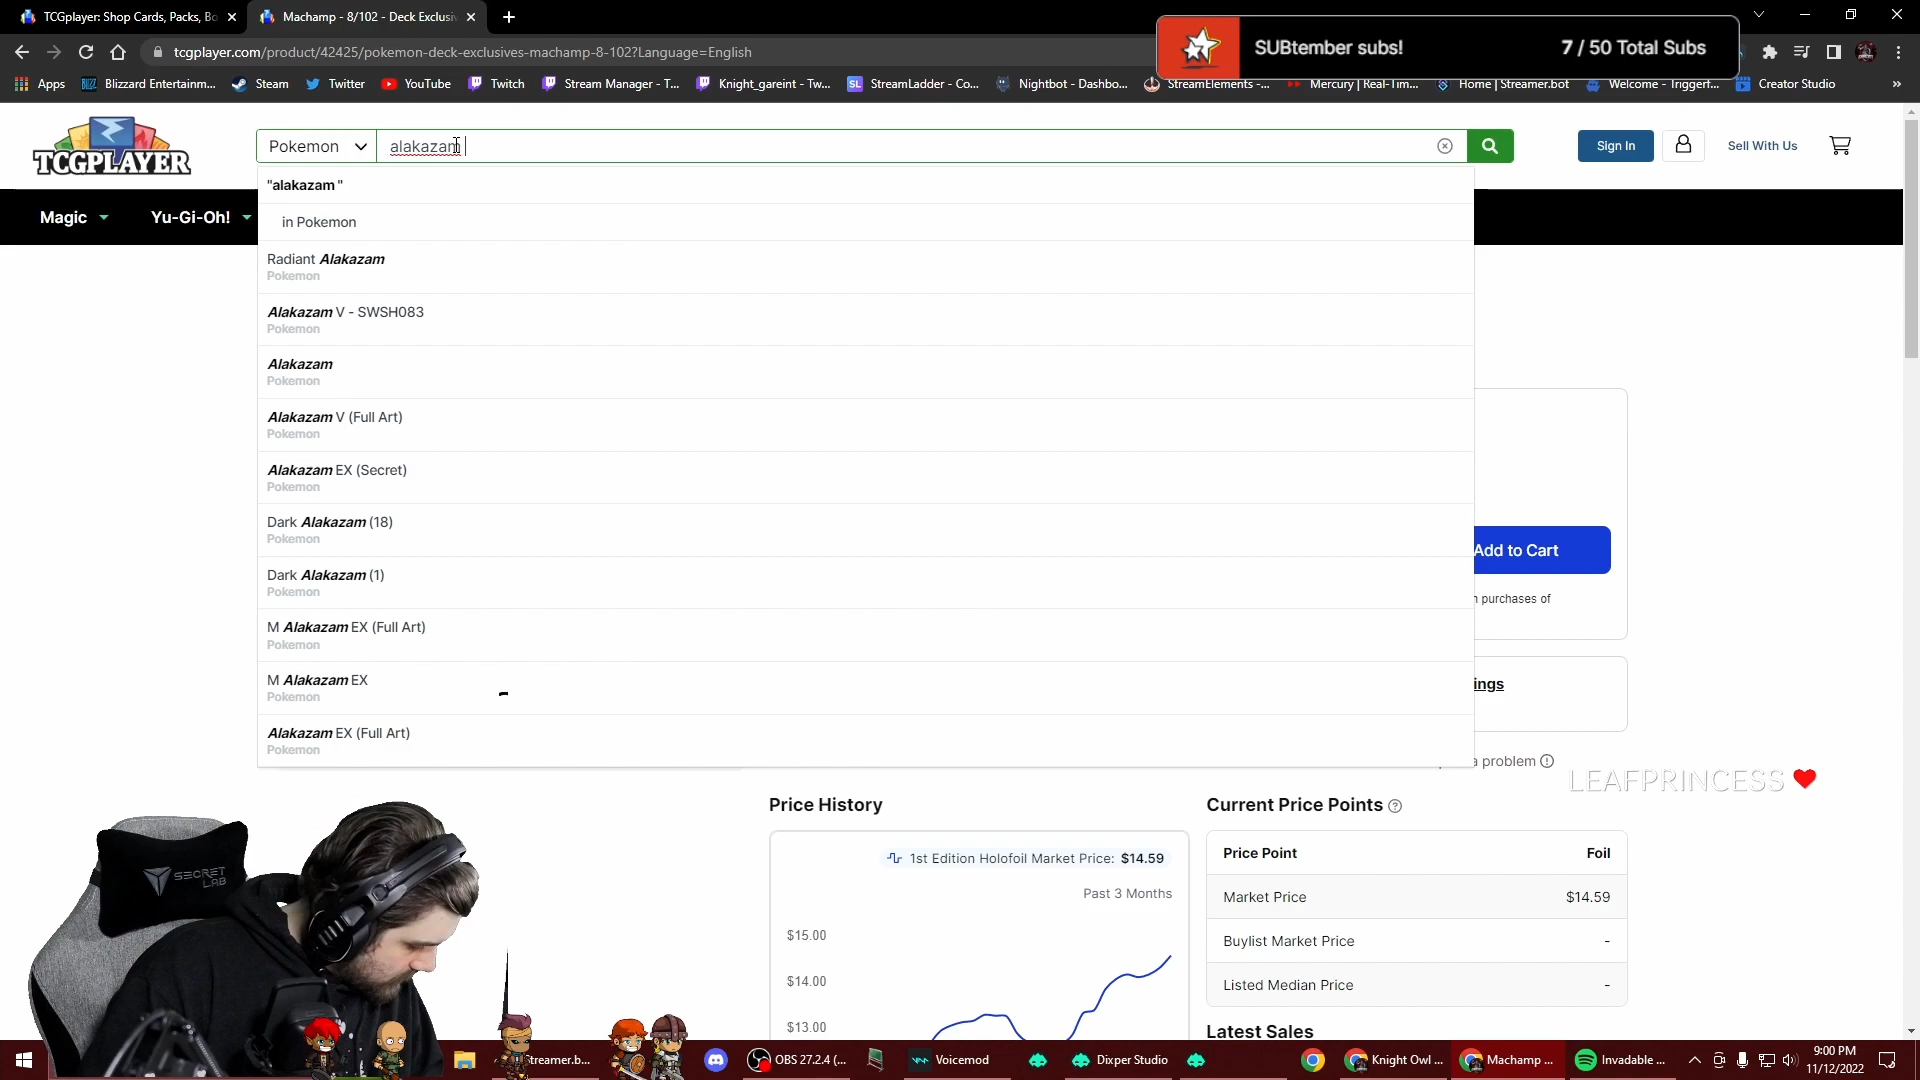 TCGplayer: Shop Cards, Packs, Bo
Machamp - 8/102 - Deck Exclusiv
tcgplayer.com/product/42425/pokemon-deck-exclusives-machamp-8-102?Language=English
SUBtember subs! 7 / 50 Total Subs
Apps Blizzard Entertainm... Steam Twitter YouTube Twitch Stream Manager - T... Knight_gareint - Tw... StreamLadder - Co... Nightbot - Dashbo... StreamElements -... Mercury | Real-Tim... Home | Streamer.bot Welcome - Triggerf... Creator Studio
TCGPLAYER
Pokemon alakazam
Sign In Sell With Us
Magic Yu-Gi-Oh!
"alakazam "
in Pokemon
Radiant Alakazam
Pokemon
Alakazam V - SWSH083
Pokemon
Alakazam
Pokemon
Alakazam V (Full Art)
Pokemon
Alakazam EX (Secret)
Pokemon
Dark Alakazam (18)
Pokemon
Dark Alakazam (1)
Pokemon
M Alakazam EX (Full Art)
Pokemon
M Alakazam EX
Pokemon
Alakazam EX (Full Art)
Pokemon
Add to Cart
purchases of
ings
a problem
LEAFPRINCESS
Price History
1st Edition Holofoil Market Price: $14.59
Past 3 Months
$15.00
$14.00
$13.00
Current Price Points
Price Point Foil
Market Price $14.59
Buylist Market Price -
Listed Median Price -
Latest Sales
SECRETLAB
Streamer.b... OBS 27.2.4 (... Voicemod Dixper Studio Knight Owl ... Machamp ... Invadable ...
9:00 PM
11/12/2022